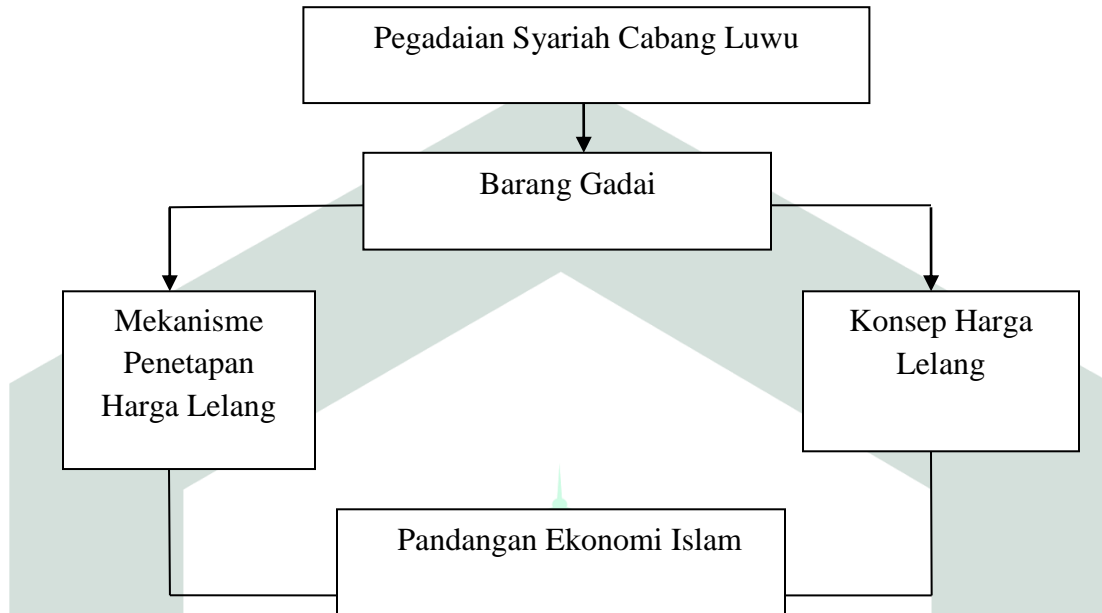 Pegadaian Syariah Cabang Luwu
Barang Gadai
Mekanisme
Penetapan
Harga Lelang
Konsep Harga
Lelang
Pandangan Ekonomi Islam